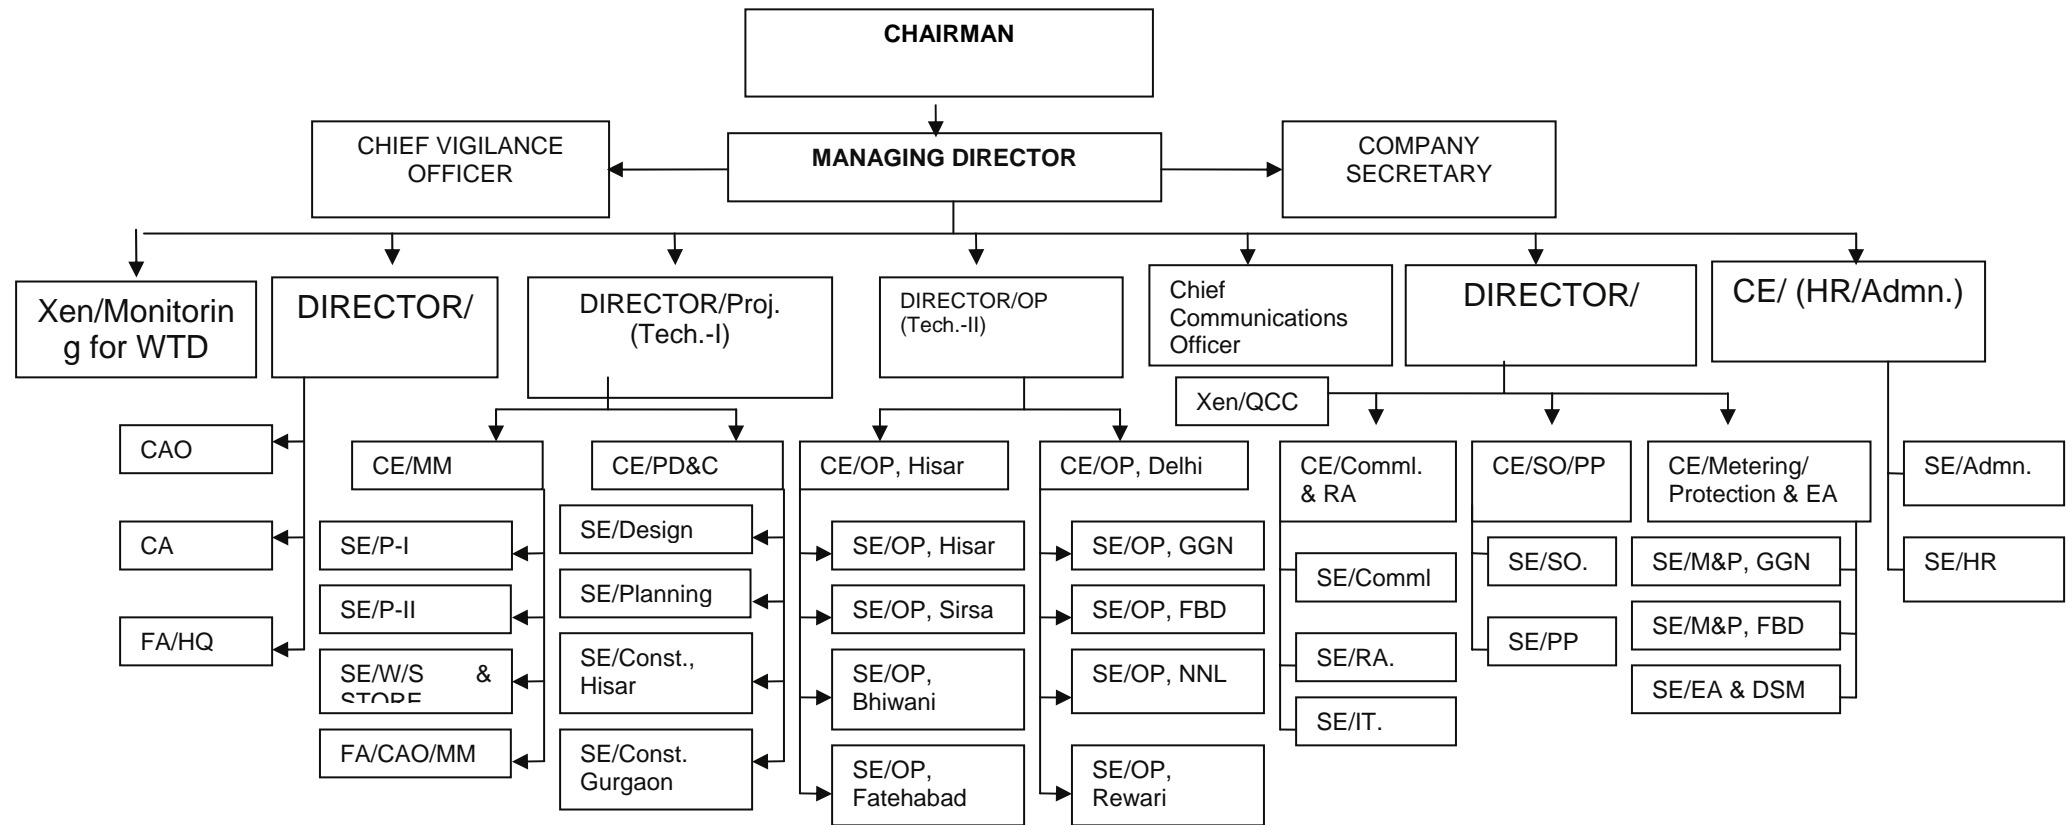 CHAIRMAN
CHIEF VIGILANCE
OFFICER
MANAGING DIRECTOR
COMPANY
SECRETARY
Xen/Monitorin
g for WTD
DIRECTOR/
DIRECTOR/Proj.
(Tech.-I)
DIRECTOR/OP
(Tech.-II)
Chief
Communications
Officer
DIRECTOR/
CE/ (HR/Admn.)
Xen/QCC
CAO
CA
FA/HQ
CE/MM
SE/P-I
SE/P-II
SE/W/S &
STORE
FA/CAO/MM
CE/PD&C
SE/Design
SE/Planning
SE/Const.,
Hisar
SE/Const.
Gurgaon
CE/OP, Hisar
SE/OP, Hisar
SE/OP, Sirsa
SE/OP,
Bhiwani
SE/OP,
Fatehabad
CE/OP, Delhi
SE/OP, GGN
SE/OP, FBD
SE/OP, NNL
SE/OP,
Rewari
CE/Comml.
& RA
SE/Comml
SE/RA.
SE/IT.
CE/SO/PP
SE/SO.
SE/PP
CE/Metering/
Protection & EA
SE/M&P, GGN
SE/M&P, FBD
SE/EA & DSM
SE/Admn.
SE/HR